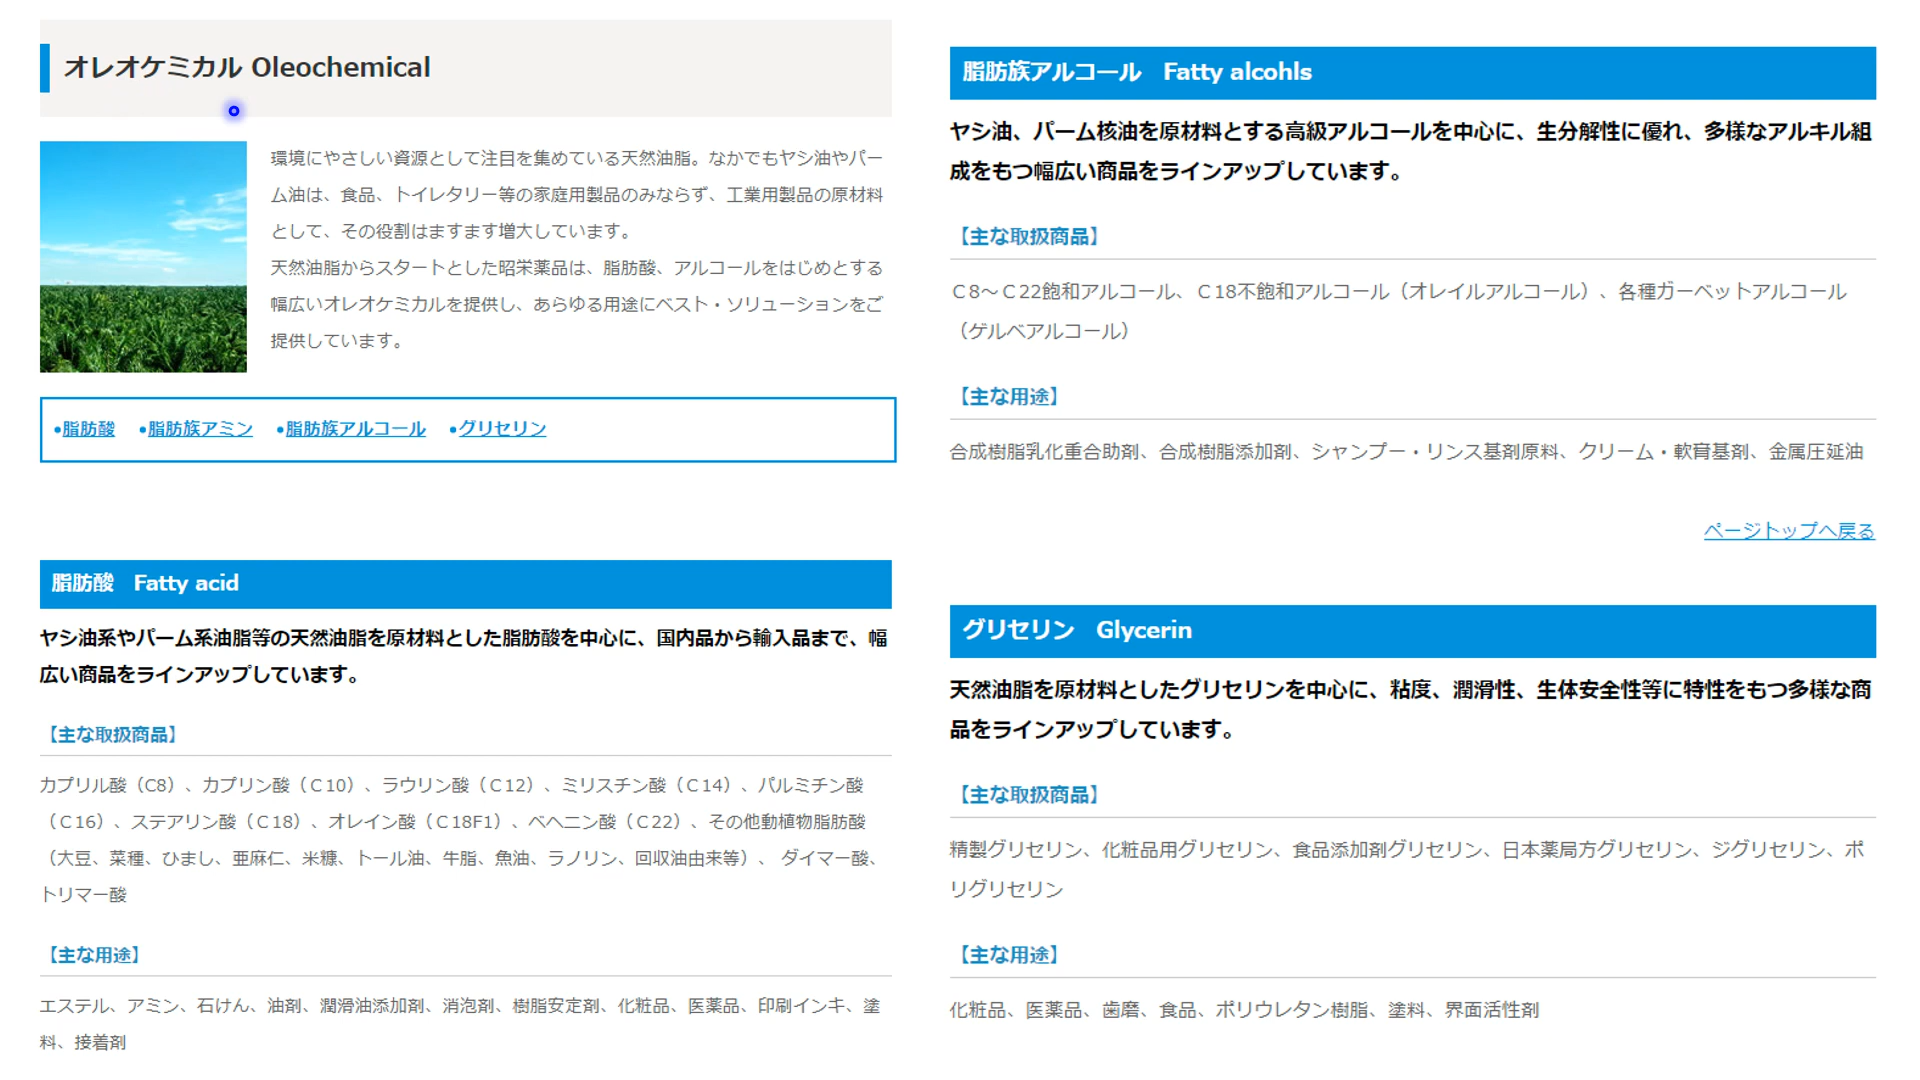 オレオケミカル Oleochemical
環境にやさしい資源として注目を集めている天然油脂。なかでもヤシ油やパー
ム油は、食品、トイレタリー等の家庭用製品のみならず、工業用製品の原材料
として、その役割はますます増大しています。
天然油脂からスタートとした昭栄薬品は、脂肪酸、アルコールをはじめとする
幅広いオレオケミカルを提供し、あらゆる用途にベスト・ソリューションをご
提供しています。
•脂肪酸 •脂肪族アミン •脂肪族アルコール •グリセリン
脂肪酸 Fatty acid
ヤシ油系やパーム系油脂等の天然油脂を原材料とした脂肪酸を中心に、国内品から輸入品まで、幅
広い商品をラインアップしています。
【主な取扱商品】
カプリル酸（C8）、カプリン酸（Ｃ10）、ラウリン酸（Ｃ12）、ミリスチン酸（Ｃ14）、パルミチン酸
（Ｃ16）、ステアリン酸（Ｃ18）、オレイン酸（Ｃ18F1）、ベヘニン酸（Ｃ22）、その他動植物脂肪酸
（大豆、菜種、ひまし、亜麻仁、米糠、トール油、牛脂、魚油、ラノリン、回収油由来等）、 ダイマー酸、
トリマー酸
【主な用途】
エステル、アミン、石けん、油剤、潤滑油添加剤、消泡剤、樹脂安定剤、化粧品、医薬品、印刷インキ、塗
料、接着剤
脂肪族アルコール Fatty alcohls
ヤシ油、パーム核油を原材料とする高級アルコールを中心に、生分解性に優れ、多様なアルキル組
成をもつ幅広い商品をラインアップしています。
【主な取扱商品】
Ｃ8～Ｃ22飽和アルコール、Ｃ18不飽和アルコール（オレイルアルコール）、各種ガーベットアルコール
（ゲルベアルコール）
【主な用途】
合成樹脂乳化重合助剤、合成樹脂添加剤、シャンプー・リンス基剤原料、クリーム・軟膏基剤、金属圧延油
ページトップへ戻る
グリセリン Glycerin
天然油脂を原材料としたグリセリンを中心に、粘度、潤滑性、生体安全性等に特性をもつ多様な商
品をラインアップしています。
【主な取扱商品】
精製グリセリン、化粧品用グリセリン、食品添加剤グリセリン、日本薬局方グリセリン、ジグリセリン、ポ
リグリセリン
【主な用途】
化粧品、医薬品、歯磨、食品、ポリウレタン樹脂、塗料、界面活性剤